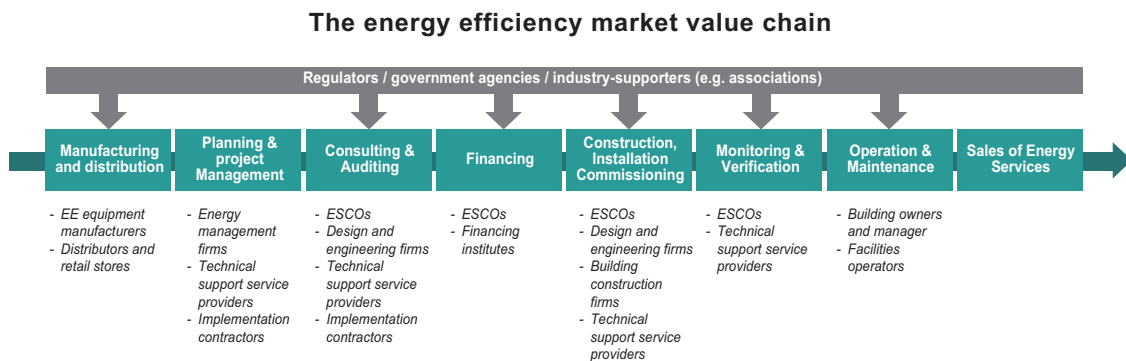 The energy efficiency market value chain
Regulators / government agencies / industry-supporters (e.g. associations)
Manufacturing
and distribution
Planning &
project
Management
Consulting &
Auditing
Financing
Construction,
Installation
Commissioning
Monitoring &
Verification
Operation &
Maintenance
Sales of Energy
Services
- EE equipment
manufacturers
- Distributors and
retail stores
- Energy
management
firms
- Technical
support service
providers
- Implementation
contractors
- ESCOs
- Design and
engineering firms
- Technical
support service
providers
- Implementation
contractors
- ESCOs
- Financing
institutes
- ESCOs
- Design and
engineering firms
- Building
construction
firms
- Technical
support service
providers
- ESCOs
- Technical
support service
providers
- Building owners
and manager
- Facilities
operators